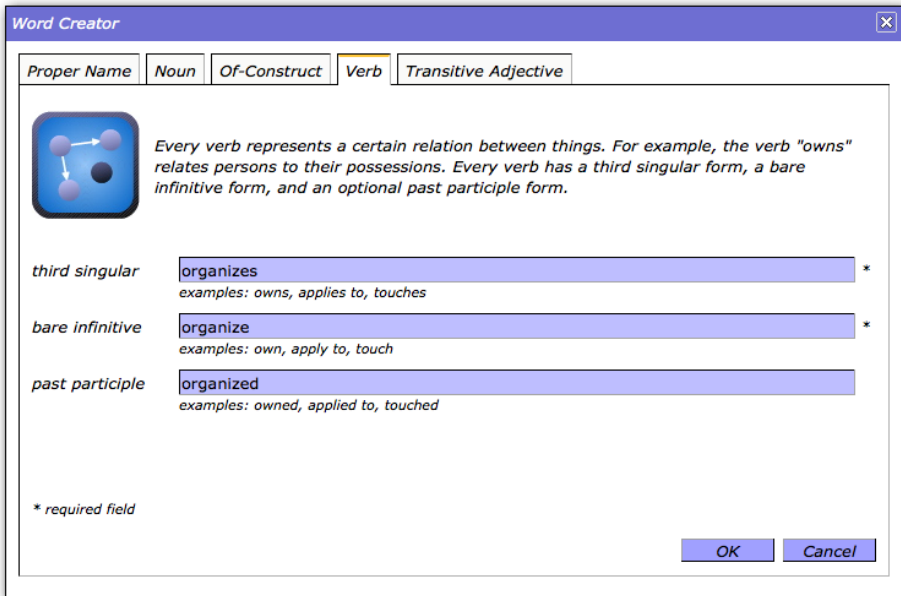 Word Creator
Proper Name Noun Of-Construct Verb Transitive Adjective
Every verb represents a certain relation between things. For example, the verb "owns"
relates persons to their possessions. Every verb has a third singular form, a bare
infinitive form, and an optional past participle form.
third singular organizes *
examples: owns, applies to, touches
bare infinitive organize *
examples: own, apply to, touch
past participle organized
examples: owned, applied to, touched
* required field
OK Cancel